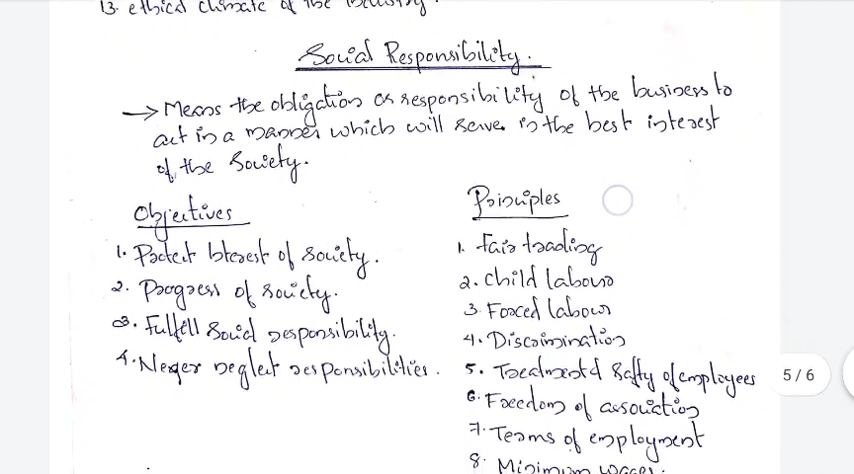 13. ethical climate of the industry.
Social Responsibility.
→ Means the obligation or responsibility of the business to
act in a manner which will serve in the best interest
of the Society.
Objectives
1. Protect Interest of society.
2. Progress of society.
3. Fulfill Social responsibility.
4. Never neglect responsibilities.
Principles
1. Fair trading
2. Child labour
3. Forced labour
4. Discrimination
5. Treatment & Safty of employees
6. Freedom of association
7. Terms of employment
8. Minimum wages.
5 / 6